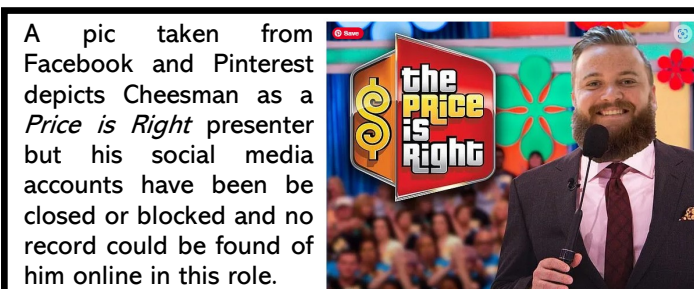 A pic taken from
Facebook and Pinterest
depicts Cheesman as a
Price is Right presenter
but his social media
accounts have been be
closed or blocked and no
record could be found of
him online in this role.
Save
the
PRiCE
is
Right